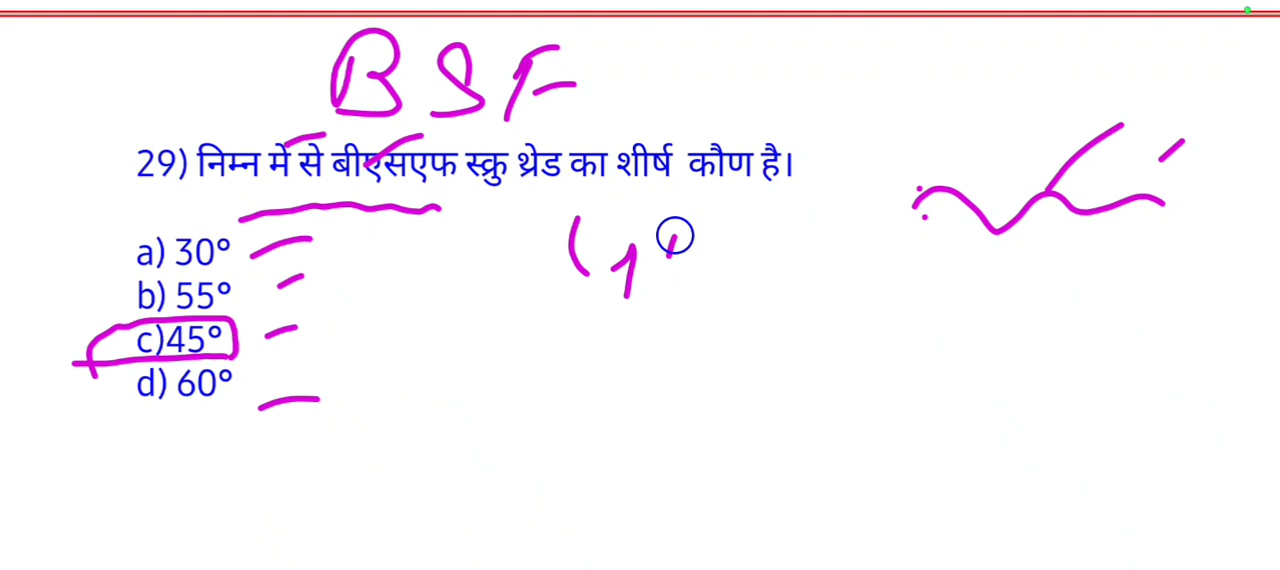 BSF
29) निम्न में से बीएसएफ स्क्रु थ्रेड का शीर्ष कौण है।
a) 30°
b) 55°
c)45°
d) 60°